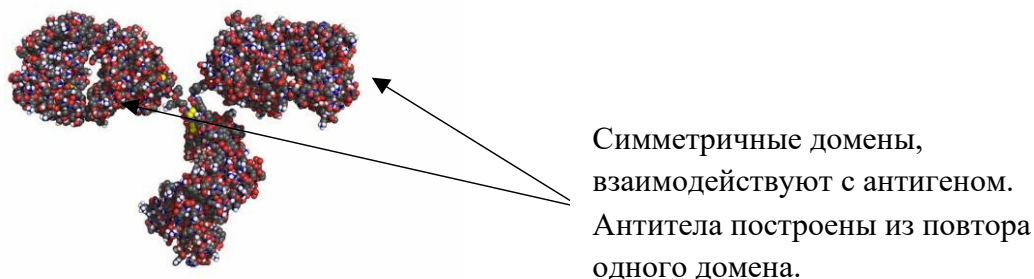 Симметричные домены,
взаимодействуют с антигеном.
Антитела построены из повтора
одного домена.